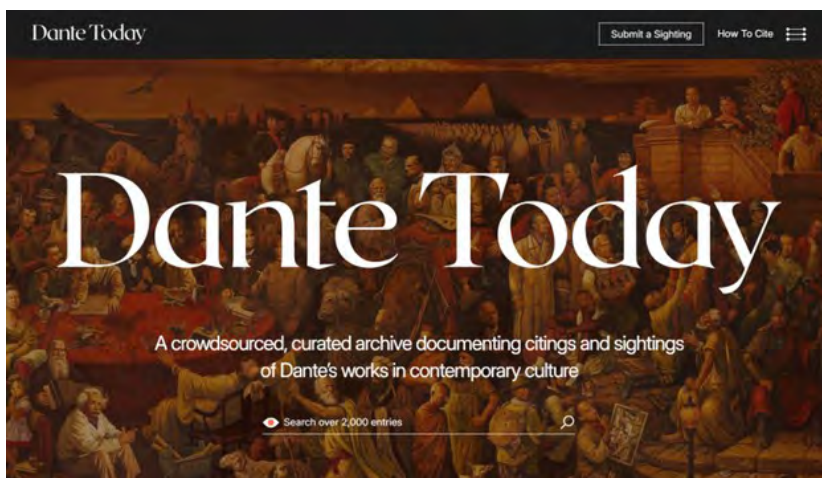 Dante Today
Submit a Sighting
How To Cite
Dante Today
A crowdsourced, curated archive documenting citings and sightings
of Dante's works in contemporary culture
Search over 2,000 entries